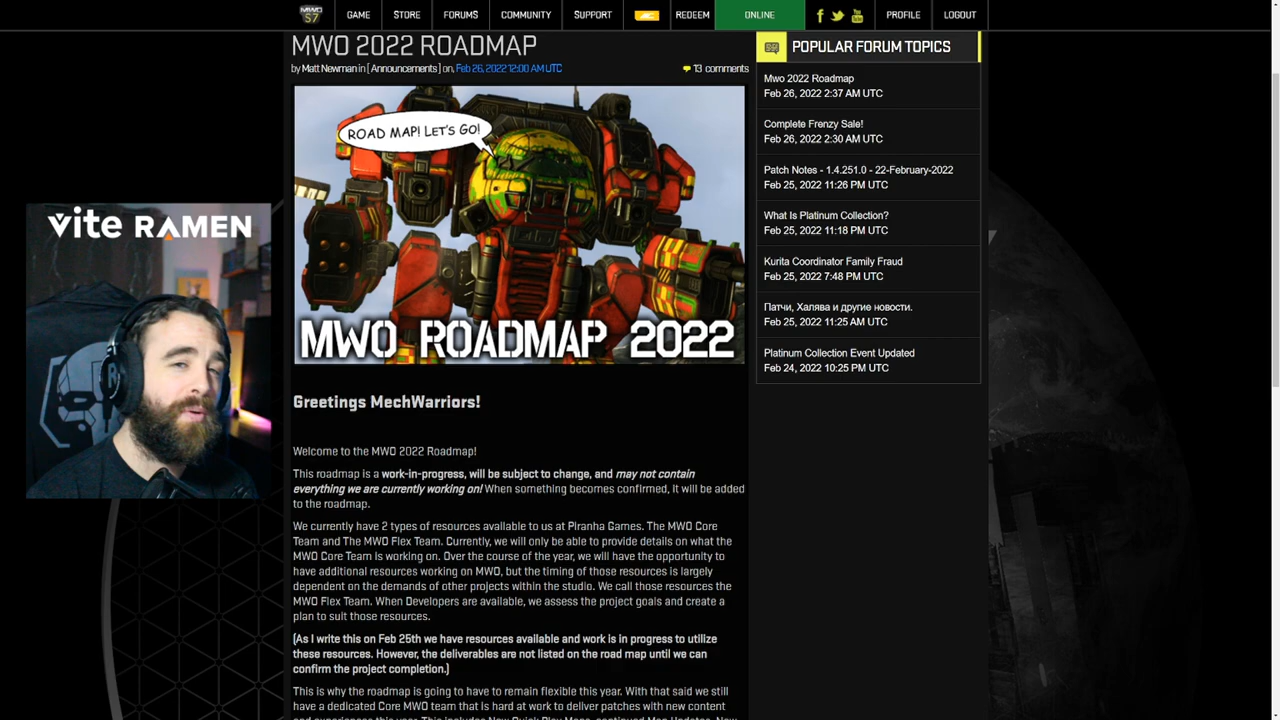 MWO
S7
GAME
STORE
FORUMS
COMMUNITY
SUPPORT
MC
REDEEM
ONLINE
PROFILE
LOGOUT
MWO 2022 ROADMAP
by Matt Newman in [ Announcements ] on, Feb 26, 2022 12:00 AM UTC
13 comments
ROAD MAP! LET'S GO!
MWO ROADMAP 2022
Greetings MechWarriors!
Welcome to the MWO 2022 Roadmap!
This roadmap is a work-in-progress, will be subject to change, and may not contain
everything we are currently working on! When something becomes confirmed, it will be added
to the roadmap.
We currently have 2 types of resources available to us at Piranha Games. The MWO Core
Team and The MWO Flex Team. Currently, we will only be able to provide details on what the
MWO Core Team is working on. Over the course of the year, we will have the opportunity to
have additional resources working on MWO, but the timing of those resources is largely
dependent on the demands of other projects within the studio. We call those resources the
MWO Flex Team. When Developers are available, we assess the project goals and create a
plan to suit those resources.
(As I write this on Feb 25th we have resources available and work is in progress to utilize
these resources. However, the deliverables are not listed on the road map until we can
confirm the project completion.)
This is why the roadmap is going to have to remain flexible this year. With that said we still
have a dedicated Core MWO team that is hard at work to deliver patches with new content
and experiences this year. This includes New Quick Play Maps, continued Map Updates, New
POPULAR FORUM TOPICS
Mwo 2022 Roadmap
Feb 26, 2022 2:37 AM UTC
Complete Frenzy Sale!
Feb 26, 2022 2:30 AM UTC
Patch Notes - 1.4.251.0 - 22-February-2022
Feb 25, 2022 11:26 PM UTC
What Is Platinum Collection?
Feb 25, 2022 11:18 PM UTC
Kurita Coordinator Family Fraud
Feb 25, 2022 7:48 PM UTC
Патчи, Халява и другие новости.
Feb 25, 2022 11:25 AM UTC
Platinum Collection Event Updated
Feb 24, 2022 10:25 PM UTC
vite RAMEN